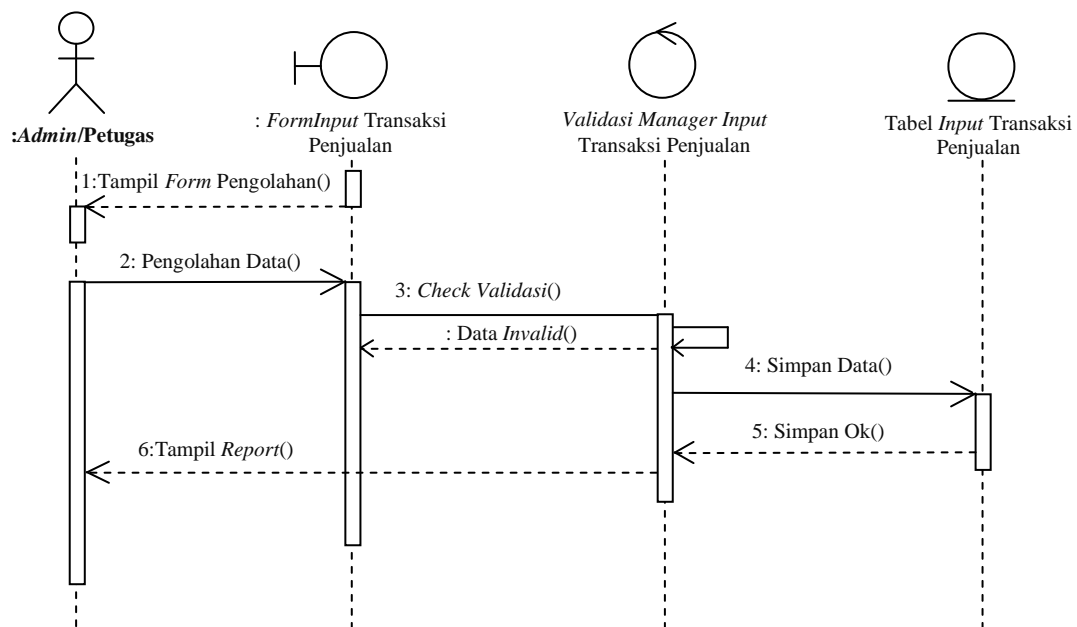 :Admin/Petugas
: FormInput Transaksi
Penjualan
Validasi Manager Input
Transaksi Penjualan
Tabel Input Transaksi
Penjualan
1:Tampil Form Pengolahan()
2: Pengolahan Data()
3: Check Validasi()
: Data Invalid()
4: Simpan Data()
5: Simpan Ok()
6:Tampil Report()